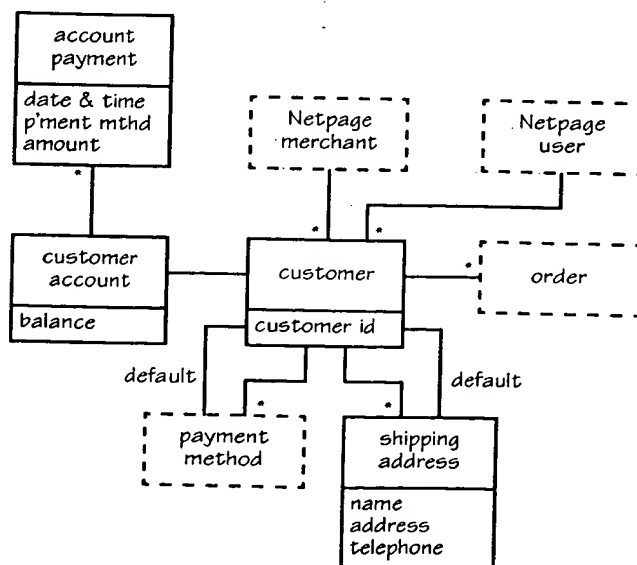 account
payment
date & time
p'ment mthd
amount
*
Netpage
merchant
*
Netpage
user
*
customer
account
balance
customer
customer id
*
order
default
*
payment
method
default
*
shipping
address
name
address
telephone